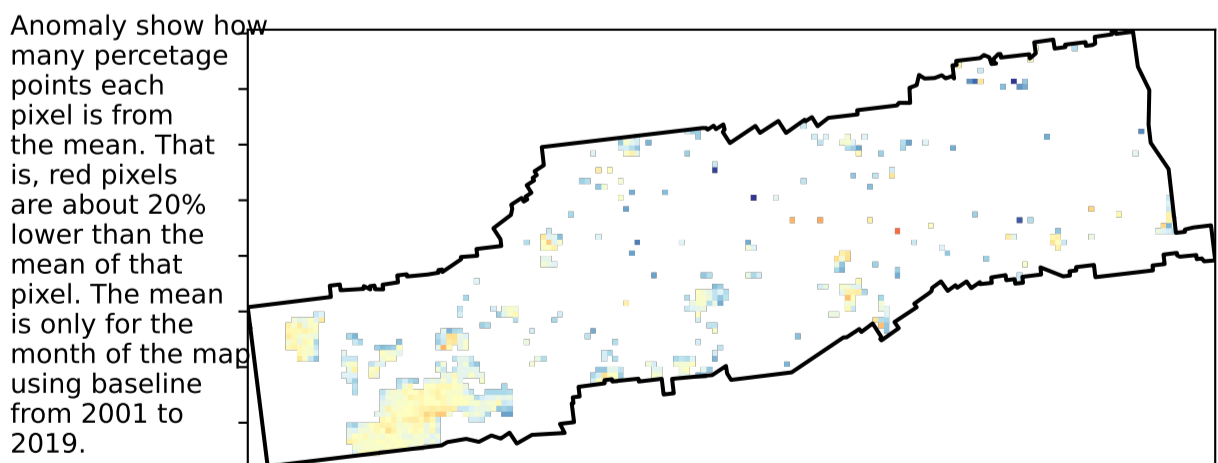 Anomaly show how
many percetage
points each
pixel is from
the mean. That
is, red pixels
are about 20%
lower than the
mean of that
pixel. The mean
is only for the
month of the map
using baseline
from 2001 to
2019.